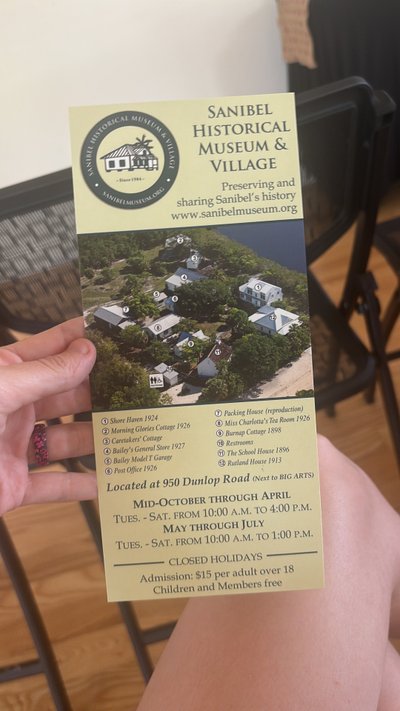 SANIBEL HISTORICAL MUSEUM & VILLAGE
~Since 1984~
SANIBELMUSEUM.ORG
SANIBEL
HISTORICAL
MUSEUM &
VILLAGE
Preserving and
sharing Sanibel's history
www.sanibelmuseum.org
① Shore Haven 1924
② Morning Glories Cottage 1926
③ Caretakers' Cottage
④ Bailey's General Store 1927
⑤ Bailey Model T Garage
⑥ Post Office 1926
⑦ Packing House (reproduction)
⑧ Miss Charlotta's Tea Room 1926
⑨ Burnap Cottage 1898
⑩ Restrooms
⑪ The School House 1896
⑫ Rutland House 1913
Located at 950 Dunlop Road (Next to BIG ARTS)
MID-OCTOBER THROUGH APRIL
TUES. - SAT. FROM 10:00 A.M. TO 4:00 P.M.
MAY THROUGH JULY
TUES. - SAT. FROM 10:00 A.M. TO 1:00 P.M.
CLOSED HOLIDAYS
Admission: $15 per adult over 18
Children and Members free